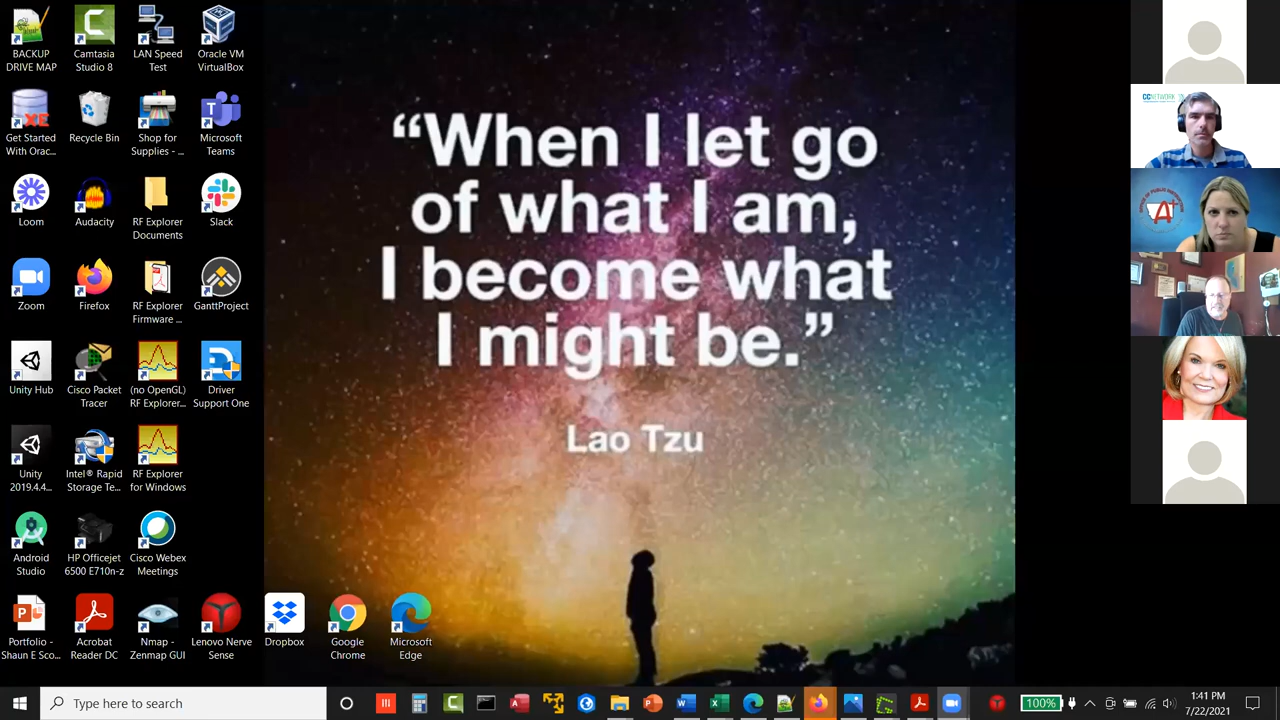 BACKUP
DRIVE MAP
Camtasia
Studio 8
LAN Speed
Test
Oracle VM
VirtualBox
Get Started
With Orac...
Recycle Bin
Shop for
Supplies - ...
Microsoft
Teams
Loom
Audacity
RF Explorer
Documents
Slack
Zoom
Firefox
RF Explorer
Firmware ...
GanttProject
Unity Hub
Cisco Packet
Tracer
(no OpenGL)
RF Explorer...
Driver
Support One
Unity
2019.4.4...
Intel® Rapid
Storage Te...
RF Explorer
for Windows
Android
Studio
HP Officejet
6500 E710n-z
Cisco Webex
Meetings
Portfolio -
Shaun E Sco...
Acrobat
Reader DC
Nmap -
Zenmap GUI
Lenovo Nerve
Sense
Dropbox
Google
Chrome
Microsoft
Edge
“When I let go
of what I am,
I become what
I might be.”
Lao Tzu
CCNETWORK
Type here to search
100%
1:41 PM
7/22/2021